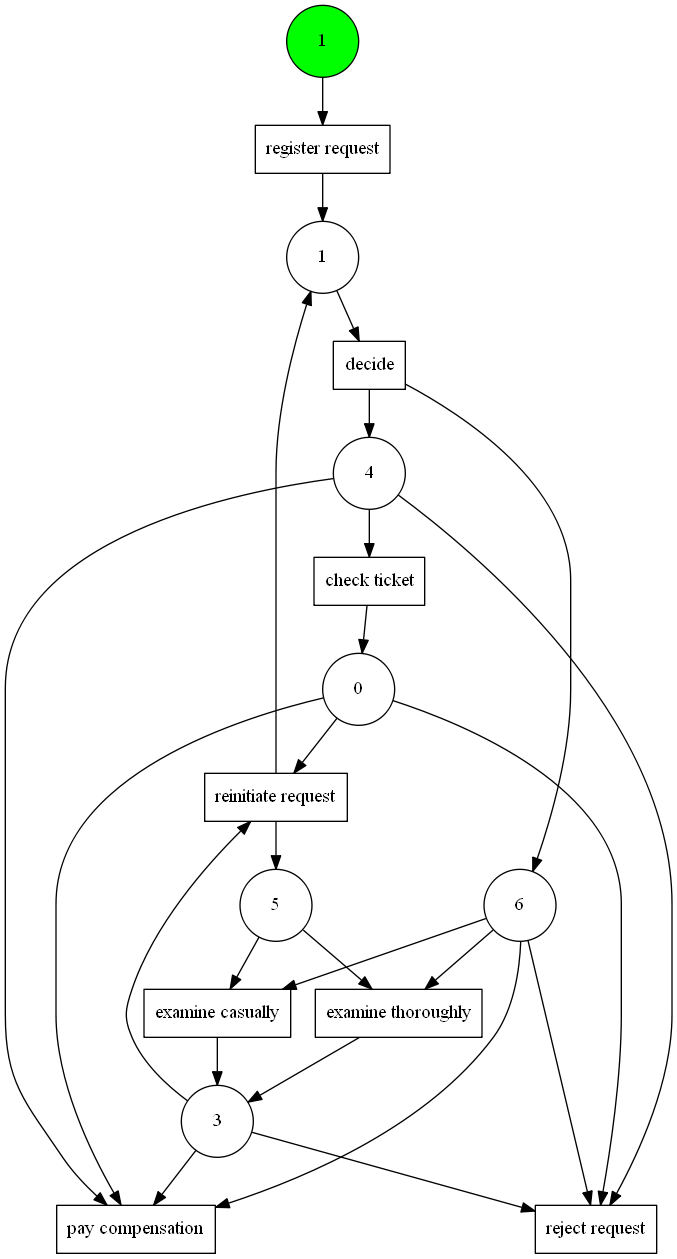 1
register request
1
decide
4
check ticket
0
reinitiate request
5
6
examine casually
examine thoroughly
3
pay compensation
reject request